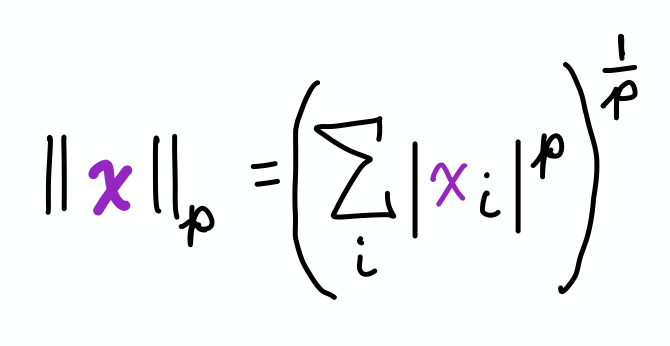 ‖x‖ₚ = (∑ᵢ |xᵢ|ᵖ)^(1/p)